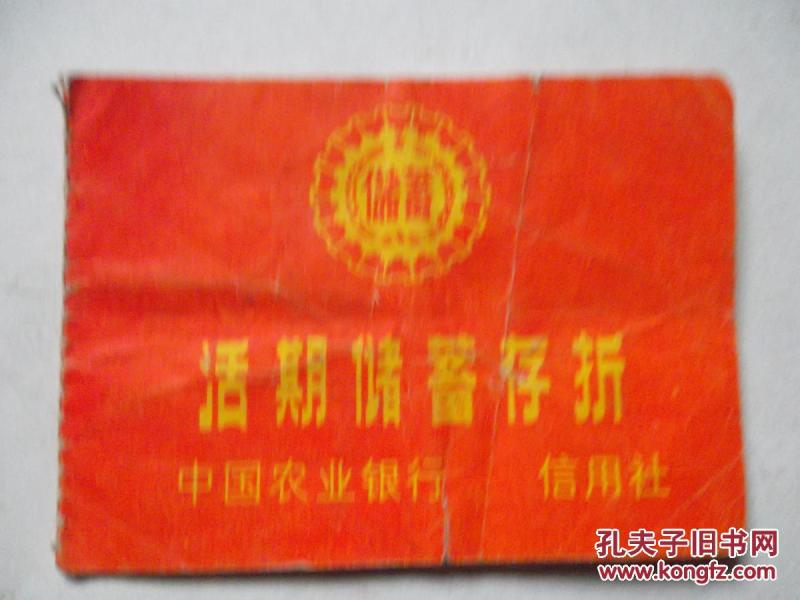 储蓄
活期储蓄存折
中国农业银行 信用社
孔夫子旧书网
www.kongfz.com